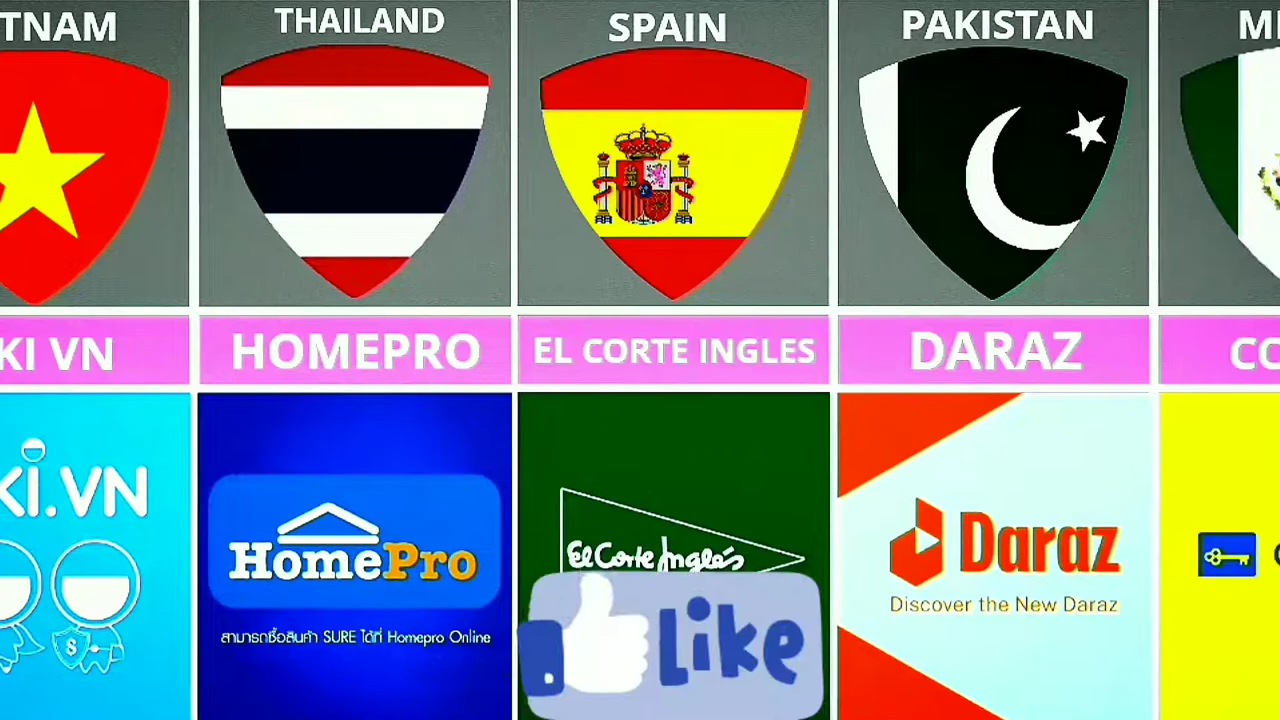 TNAM
THAILAND
SPAIN
PAKISTAN
KI VN
HOMEPRO
EL CORTE INGLES
DARAZ
CO
Ki.VN
HomePro
สามารถซื้อสินค้า SURE ได้ที่ Homepro Online
El Corte Inglés
Like
Daraz
Discover the New Daraz
$